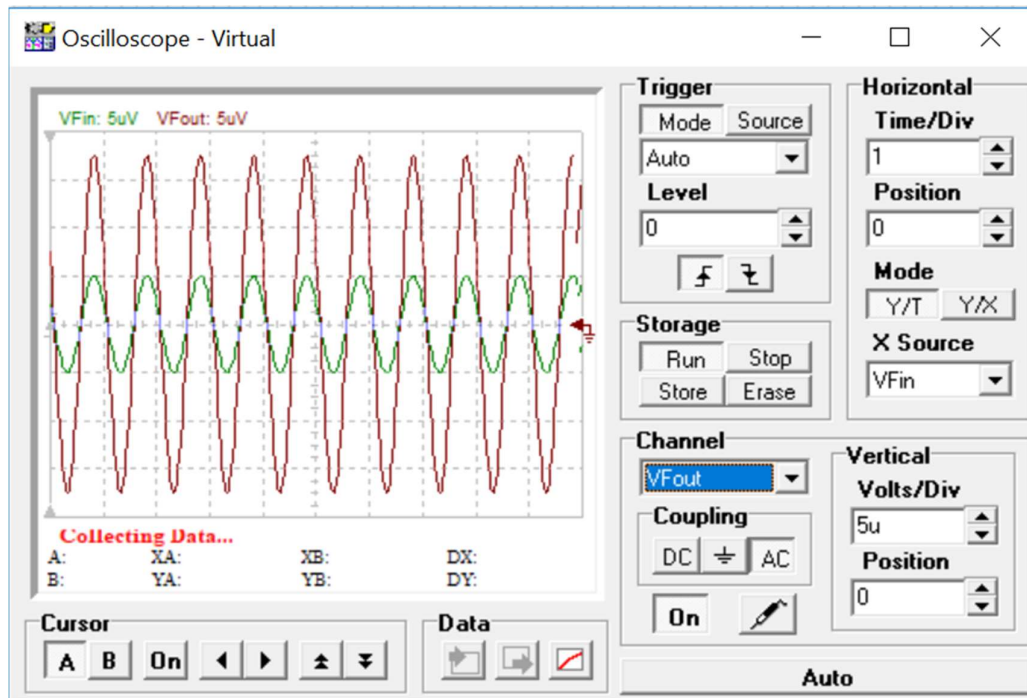 Oscilloscope - Virtual
VFin: 5uV VFout: 5uV
Collecting Data...
A: XA: XB: DX:
B: YA: YB: DY:
Cursor
A B On
Data
Trigger
Mode Source
Auto
Level
0
Storage
Run Stop
Store Erase
Horizontal
Time/Div
1
Position
0
Mode
Y/T Y/X
X Source
VFin
Channel
VFout
Coupling
DC AC
On
Vertical
Volts/Div
5u
Position
0
Auto